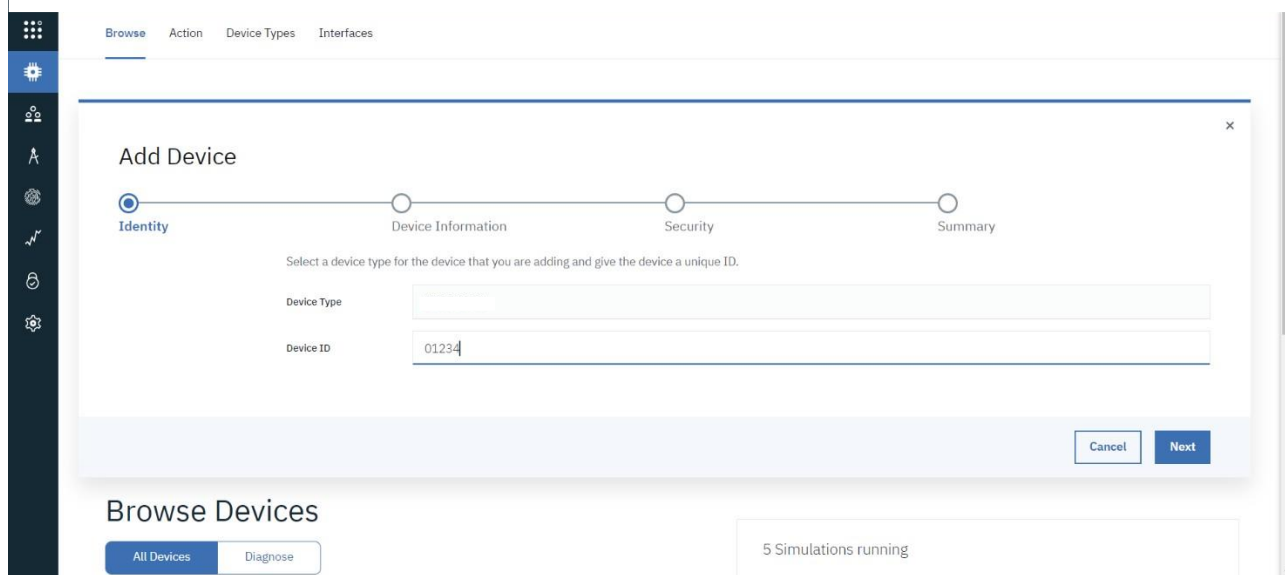 Browse Action Device Types Interfaces
×
Add Device
Identity Device Information Security Summary
Select a device type for the device that you are adding and give the device a unique ID.
Device Type
Device ID 01234
Cancel Next
Browse Devices
All Devices Diagnose
5 Simulations running